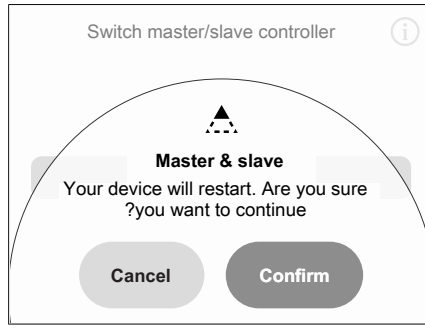 Switch master/slave controller
i
Master & slave
Your device will restart. Are you sure
?you want to continue
Cancel
Confirm